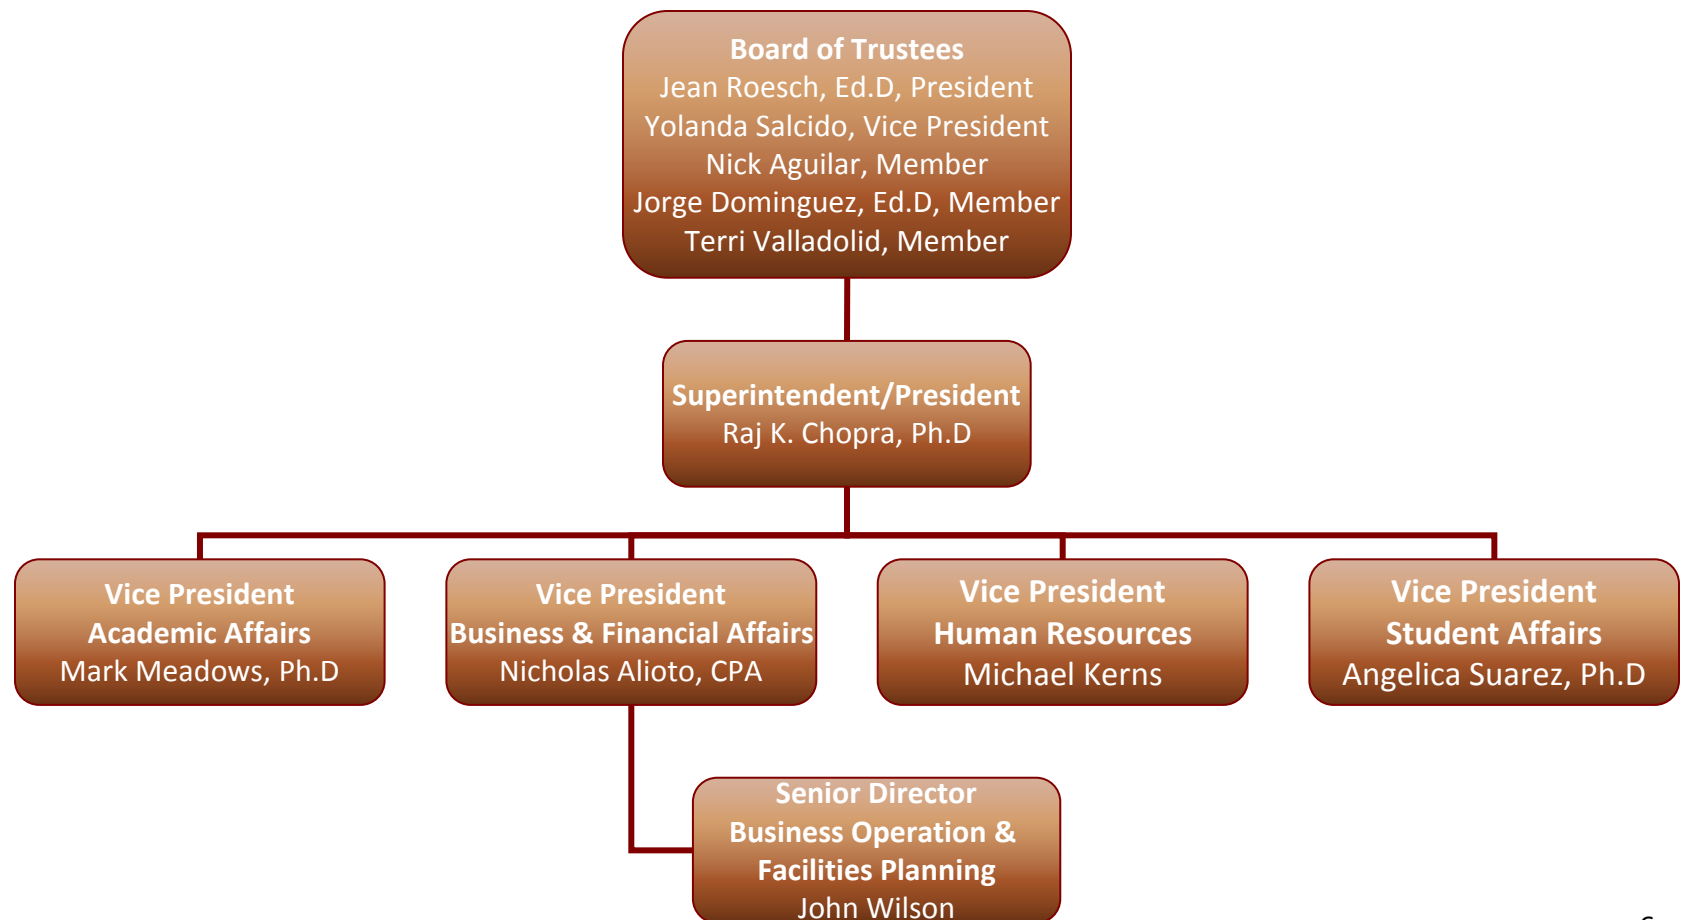 Board of Trustees
Jean Roesch, Ed.D, President
Yolanda Salcido, Vice President
Nick Aguilar, Member
Jorge Dominguez, Ed.D, Member
Terri Valladolid, Member
Superintendent/President
Raj K. Chopra, Ph.D
Vice President
Academic Affairs
Mark Meadows, Ph.D
Vice President
Business & Financial Affairs
Nicholas Alioto, CPA
Vice President
Human Resources
Michael Kerns
Vice President
Student Affairs
Angelica Suarez, Ph.D
Senior Director
Business Operation &
Facilities Planning
John Wilson